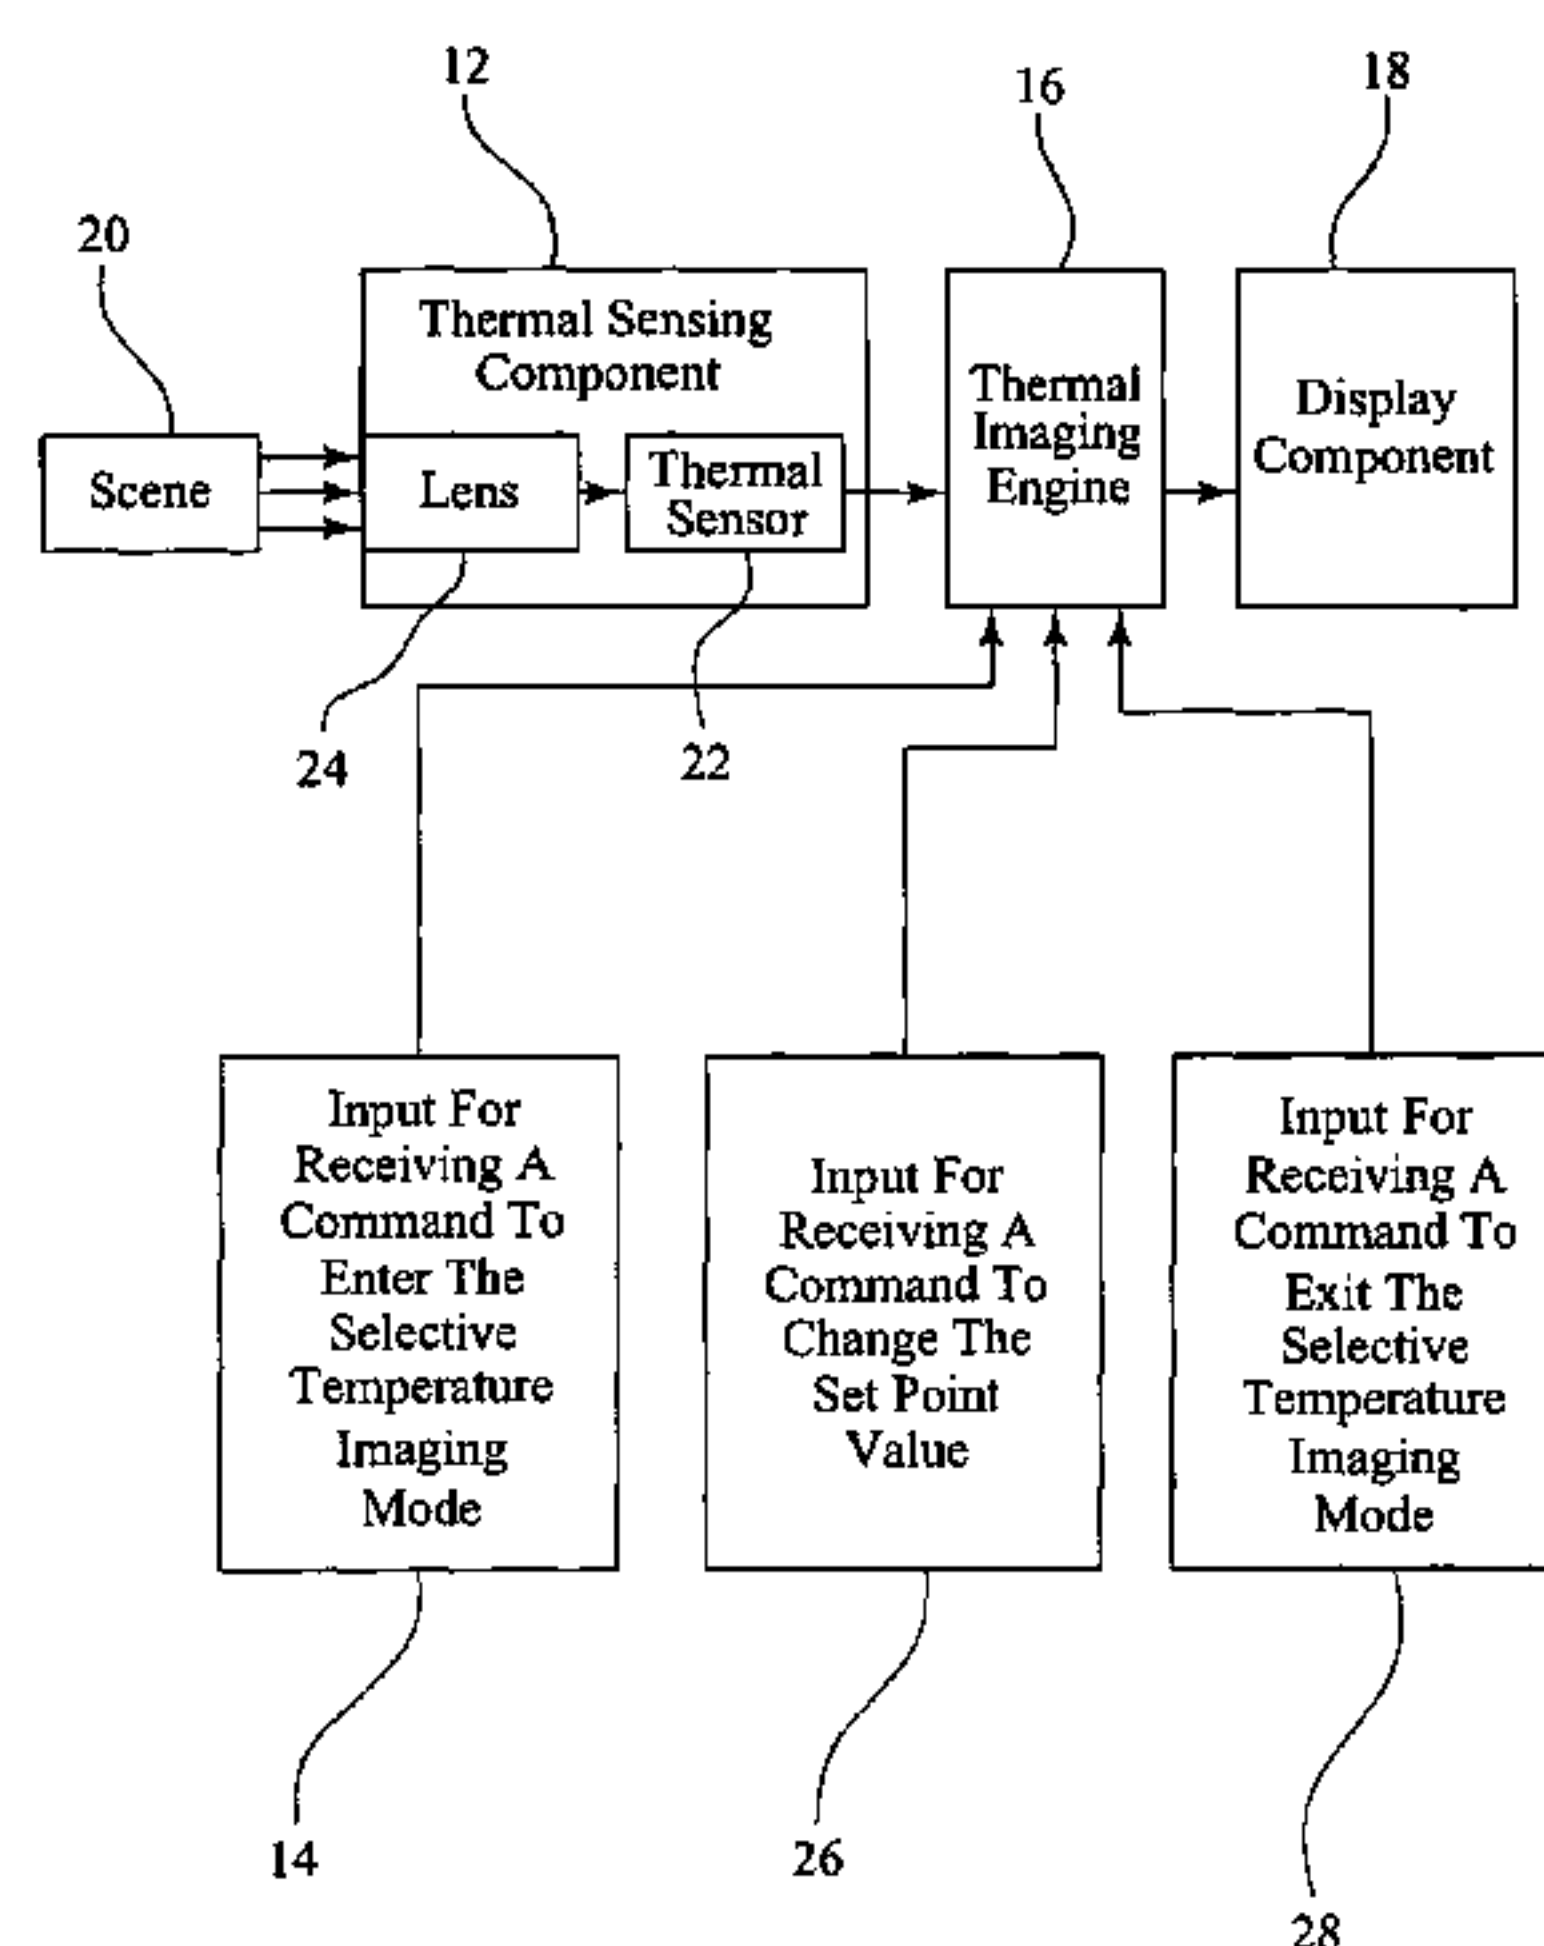 12
16
18
20
Thermal Sensing
Component
Scene
Lens
Thermal
Sensor
Thermal
Imaging
Engine
Display
Component
24
22
Input For
Receiving A
Command To
Enter The
Selective
Temperature
Imaging
Mode
Input For
Receiving A
Command To
Change The
Set Point
Value
Input For
Receiving A
Command To
Exit The
Selective
Temperature
Imaging
Mode
14
26
28